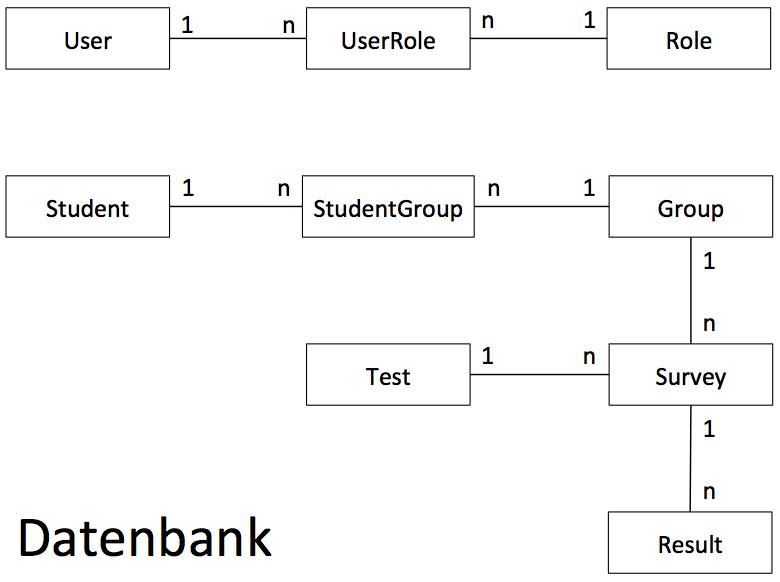 User 1 n UserRole n 1 Role
Student 1 n StudentGroup n 1 Group
1
n
Test 1 n Survey
1
n
Datenbank
Result